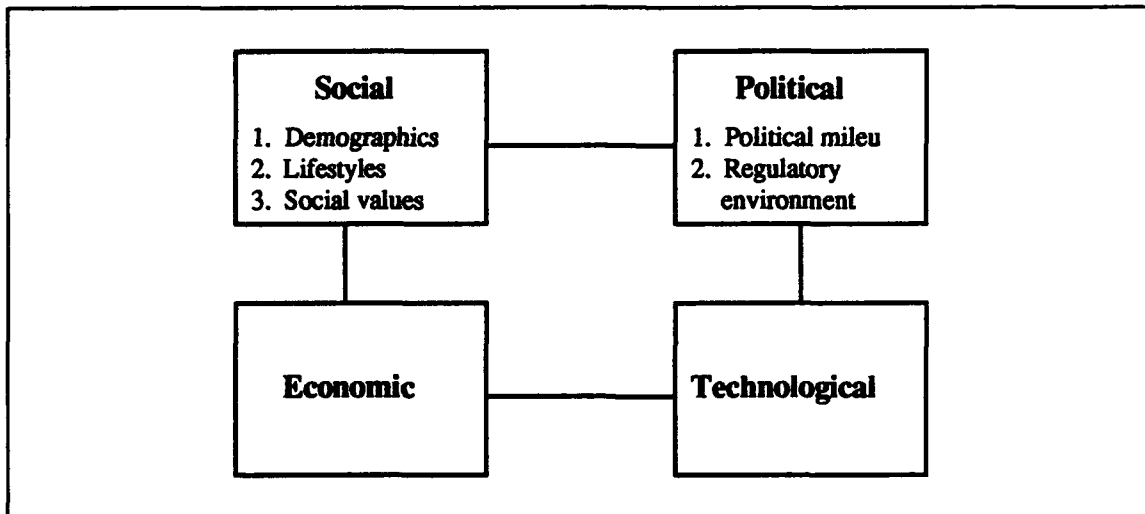 Social
1. Demographics
2. Lifestyles
3. Social values
Political
1. Political mileu
2. Regulatory
environment
Economic
Technological